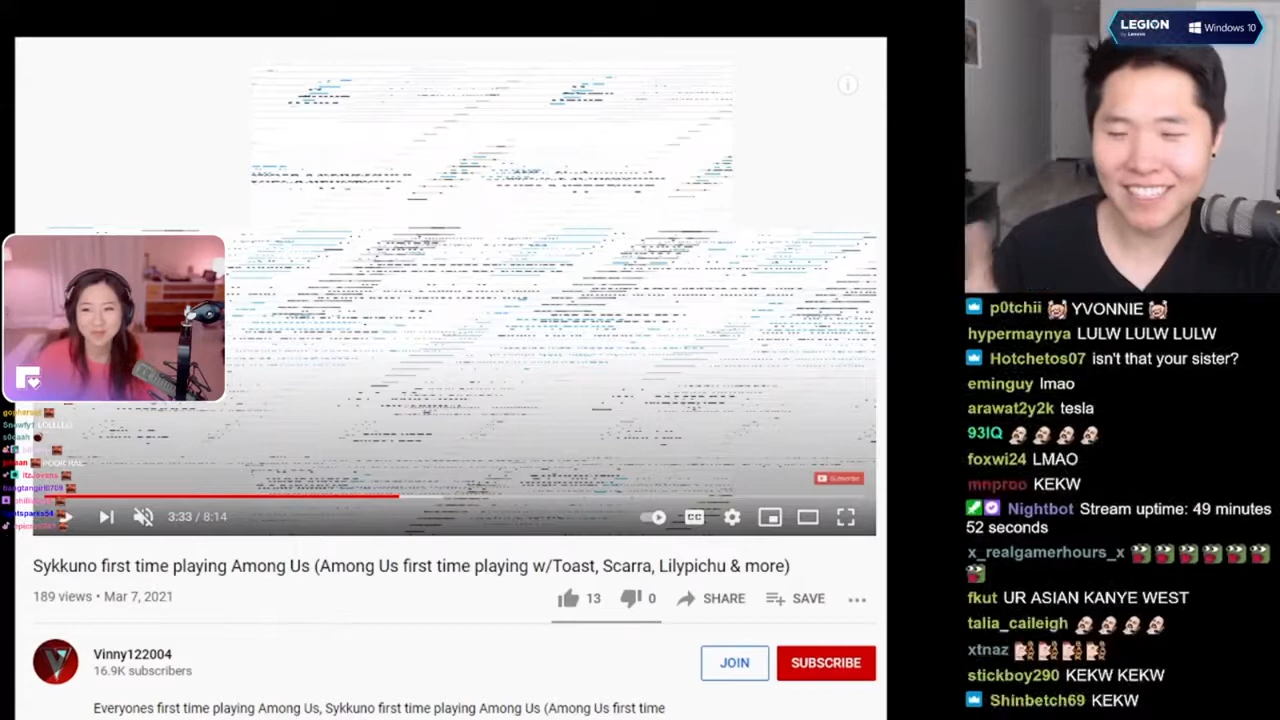 LEGION
by Lenovo
Windows 10
Subscribe
3:33 / 8:14
CC
Sykkuno first time playing Among Us (Among Us first time playing w/Toast, Scarra, Lilypichu & more)
189 views • Mar 7, 2021
13
0
SHARE
SAVE
Vinny122004
16.9K subscribers
JOIN
SUBSCRIBE
Everyones first time playing Among Us, Sykkuno first time playing Among Us (Among Us first time
p0tchii YVONNIE
hypermaynya LULW LULW LULW
Hotchetos07 isn't that your sister?
eminguy lmao
arawat2y2k tesla
93IQ
foxwi24 LMAO
mnproo KEKW
Nightbot Stream uptime: 49 minutes
52 seconds
x_realgamerhours_x
fkut UR ASIAN KANYE WEST
talia_caileigh
xtnaz
stickboy290 KEKW KEKW
Shinbetch69 KEKW